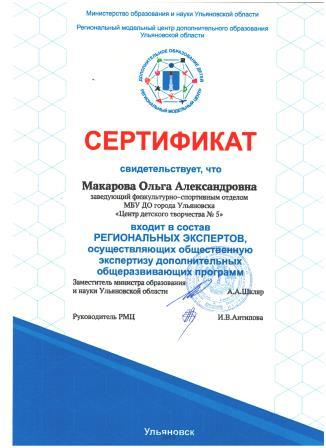 Министерство образования и науки Ульяновской области
Региональный модельный центр дополнительного образования
Ульяновской области
ДОПОЛНИТЕЛЬНОЕ ОБРАЗОВАНИЕ ДЕТЕЙ
РЕГИОНАЛЬНЫЙ МОДЕЛЬНЫЙ ЦЕНТР
СЕРТИФИКАТ
свидетельствует, что
Макарова Ольга Александровна
заведующий физкультурно-спортивным отделом
МБУ ДО города Ульяновска
«Центр детского творчества № 5»
входит в состав
РЕГИОНАЛЬНЫХ ЭКСПЕРТОВ,
осуществляющих общественную
экспертизу дополнительных
общеразвивающих программ
Заместитель министра образования
и науки Ульяновской области А.А.Шкляр
Руководитель РМЦ И.В.Антипова
Ульяновск